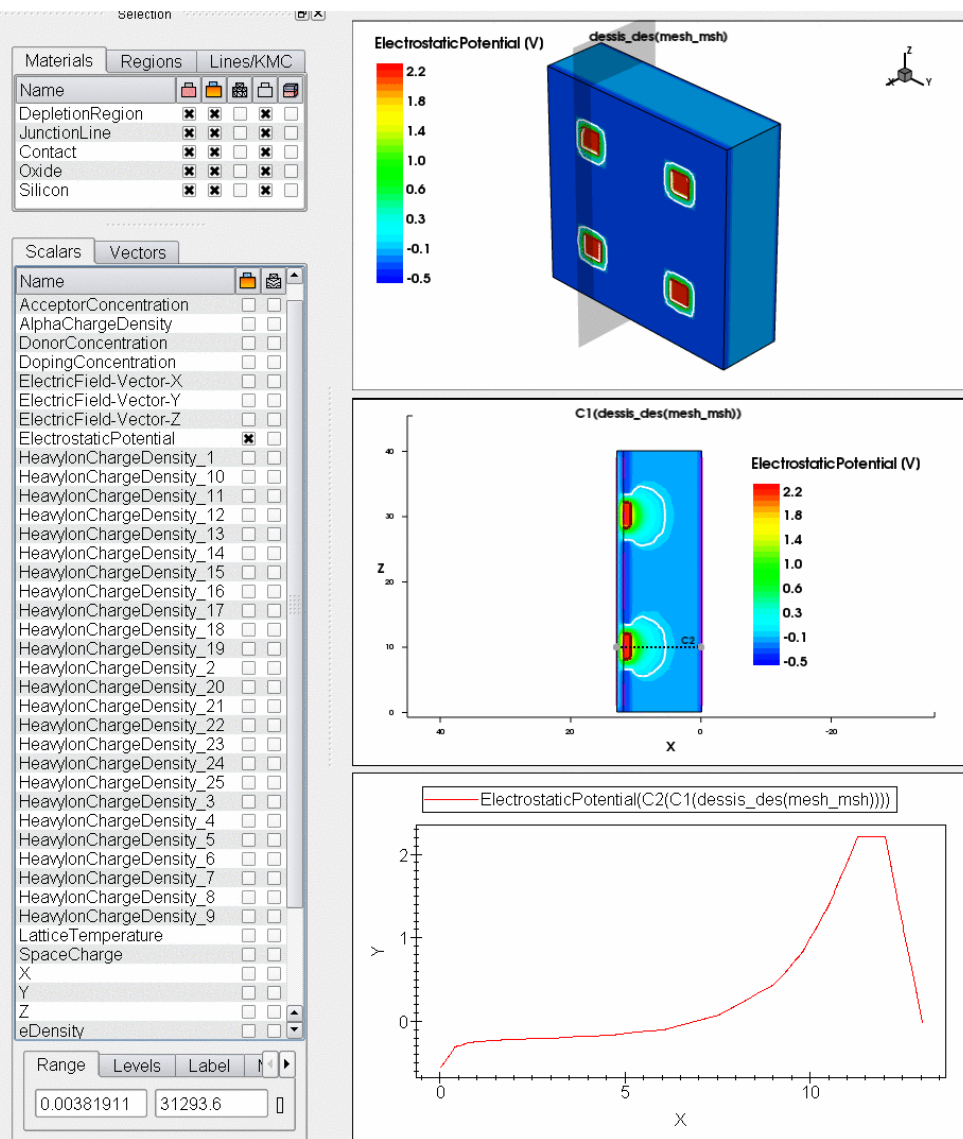 Selection
Materials Regions Lines/KMC
Name
DepletionRegion
JunctionLine
Contact
Oxide
Silicon
Scalars Vectors
Name
AcceptorConcentration
AlphaChargeDensity
DonorConcentration
DopingConcentration
ElectricField-Vector-X
ElectricField-Vector-Y
ElectricField-Vector-Z
ElectrostaticPotential
HeavyIonChargeDensity_1
HeavyIonChargeDensity_10
HeavyIonChargeDensity_11
HeavyIonChargeDensity_12
HeavyIonChargeDensity_13
HeavyIonChargeDensity_14
HeavyIonChargeDensity_15
HeavyIonChargeDensity_16
HeavyIonChargeDensity_17
HeavyIonChargeDensity_18
HeavyIonChargeDensity_19
HeavyIonChargeDensity_2
HeavyIonChargeDensity_20
HeavyIonChargeDensity_21
HeavyIonChargeDensity_22
HeavyIonChargeDensity_23
HeavyIonChargeDensity_24
HeavyIonChargeDensity_25
HeavyIonChargeDensity_3
HeavyIonChargeDensity_4
HeavyIonChargeDensity_5
HeavyIonChargeDensity_6
HeavyIonChargeDensity_7
HeavyIonChargeDensity_8
HeavyIonChargeDensity_9
LatticeTemperature
SpaceCharge
X
Y
Z
eDensity
Range Levels Label
0.00381911 31293.6
ElectrostaticPotential (V)
2.2
1.8
1.4
1.0
0.6
0.3
-0.1
-0.5
dessis_des(mesh_msh)
Z
X Y
C1(dessis_des(mesh_msh))
40
30
Z
20
10
0
C2
40 20 0 -20
X
ElectrostaticPotential (V)
2.2
1.8
1.4
1.0
0.6
0.3
-0.1
-0.5
ElectrostaticPotential(C2(C1(dessis_des(mesh_msh))))
2
1
Y
0
0 5 10
X